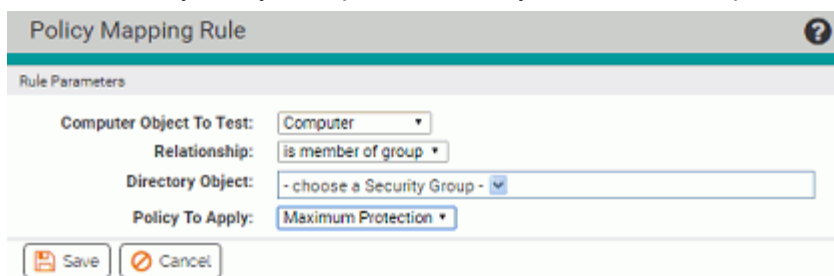 Policy Mapping Rule ?
Rule Parameters
Computer Object To Test: Computer
Relationship: is member of group
Directory Object: - choose a Security Group -
Policy To Apply: Maximum Protection
Save Cancel